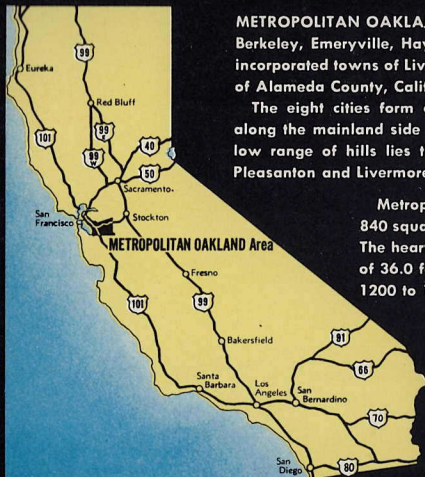 METROPOLITAN OAKLA
Berkeley, Emeryville, Hay
incorporated towns of Liv
of Alameda County, Calif
The eight cities form
along the mainland side
low range of hills lies t
Pleasanton and Livermore
Metrop
840 squa
The hear
of 36.0 f
1200 to
99
Eureka
Red Bluff
101
99 E
99 W
40
50
Sacramento
San
Francisco
Stockton
METROPOLITAN OAKLAND Area
Fresno
101
99
Bakersfield
91
66
Santa
Barbara
Los
Angeles
San
Bernardino
70
San
Diego
80